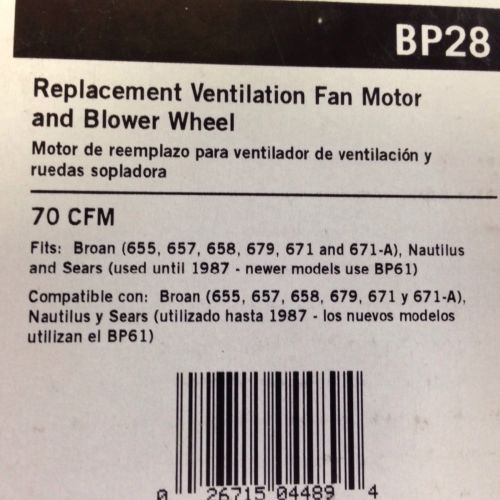 BP28
Replacement Ventilation Fan Motor
and Blower Wheel
Motor de reemplazo para ventilador de ventilación y
ruedas sopladora
70 CFM
Fits: Broan (655, 657, 658, 679, 671 and 671-A), Nautilus
and Sears (used until 1987 - newer models use BP61)
Compatible con: Broan (655, 657, 658, 679, 671 y 671-A),
Nautilus y Sears (utilizado hasta 1987 - los nuevos modelos
utilizan el BP61)
0 26715 04489 4